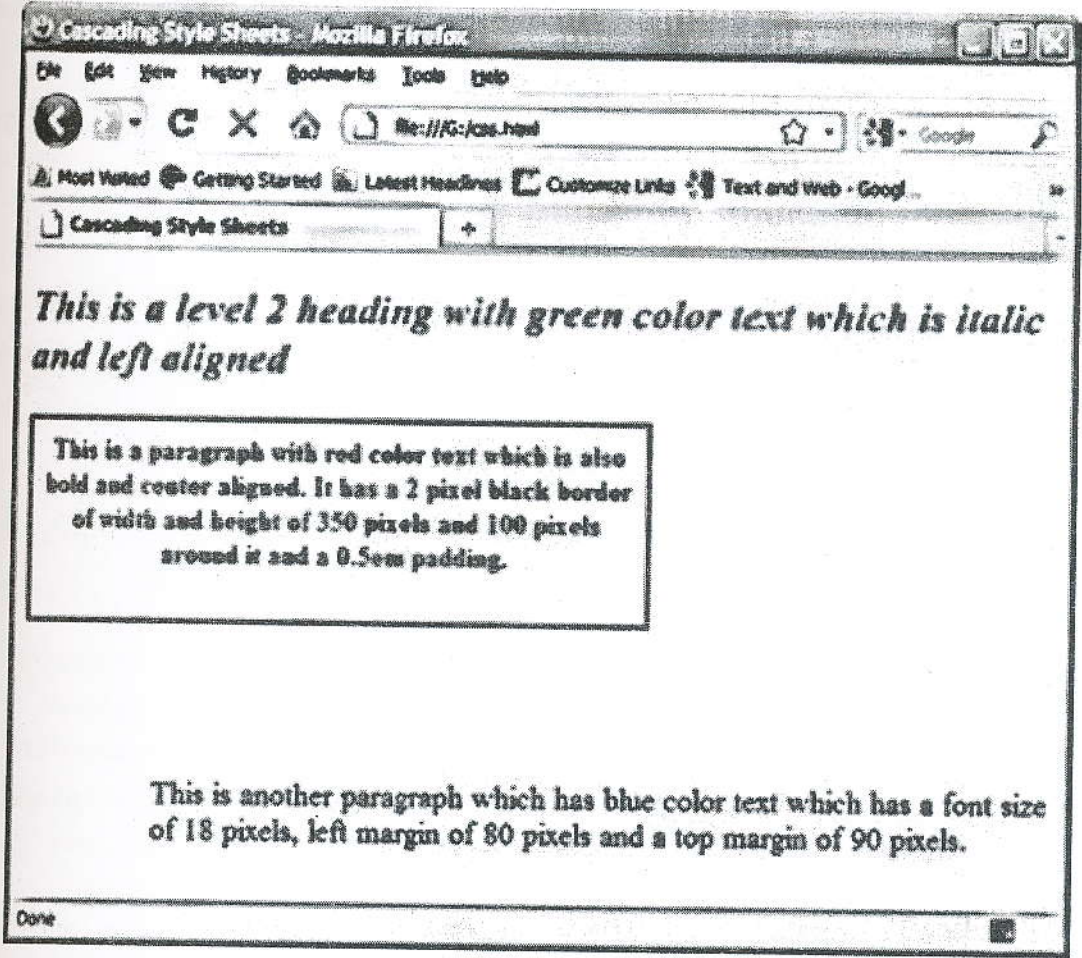 Cascading Style Sheets - Mozilla Firefox
File Edit View History Bookmarks Tools Help
file:///G:/css.html
Google
Most Visited Getting Started Latest Headlines Customize Links Text and Web - Googl...
Cascading Style Sheets
This is a level 2 heading with green color text which is italic
and left aligned
This is a paragraph with red color text which is also
bold and center aligned. It has a 2 pixel black border
of width and height of 350 pixels and 100 pixels
around it and a 0.5em padding.
This is another paragraph which has blue color text which has a font size
of 18 pixels, left margin of 80 pixels and a top margin of 90 pixels.
Done